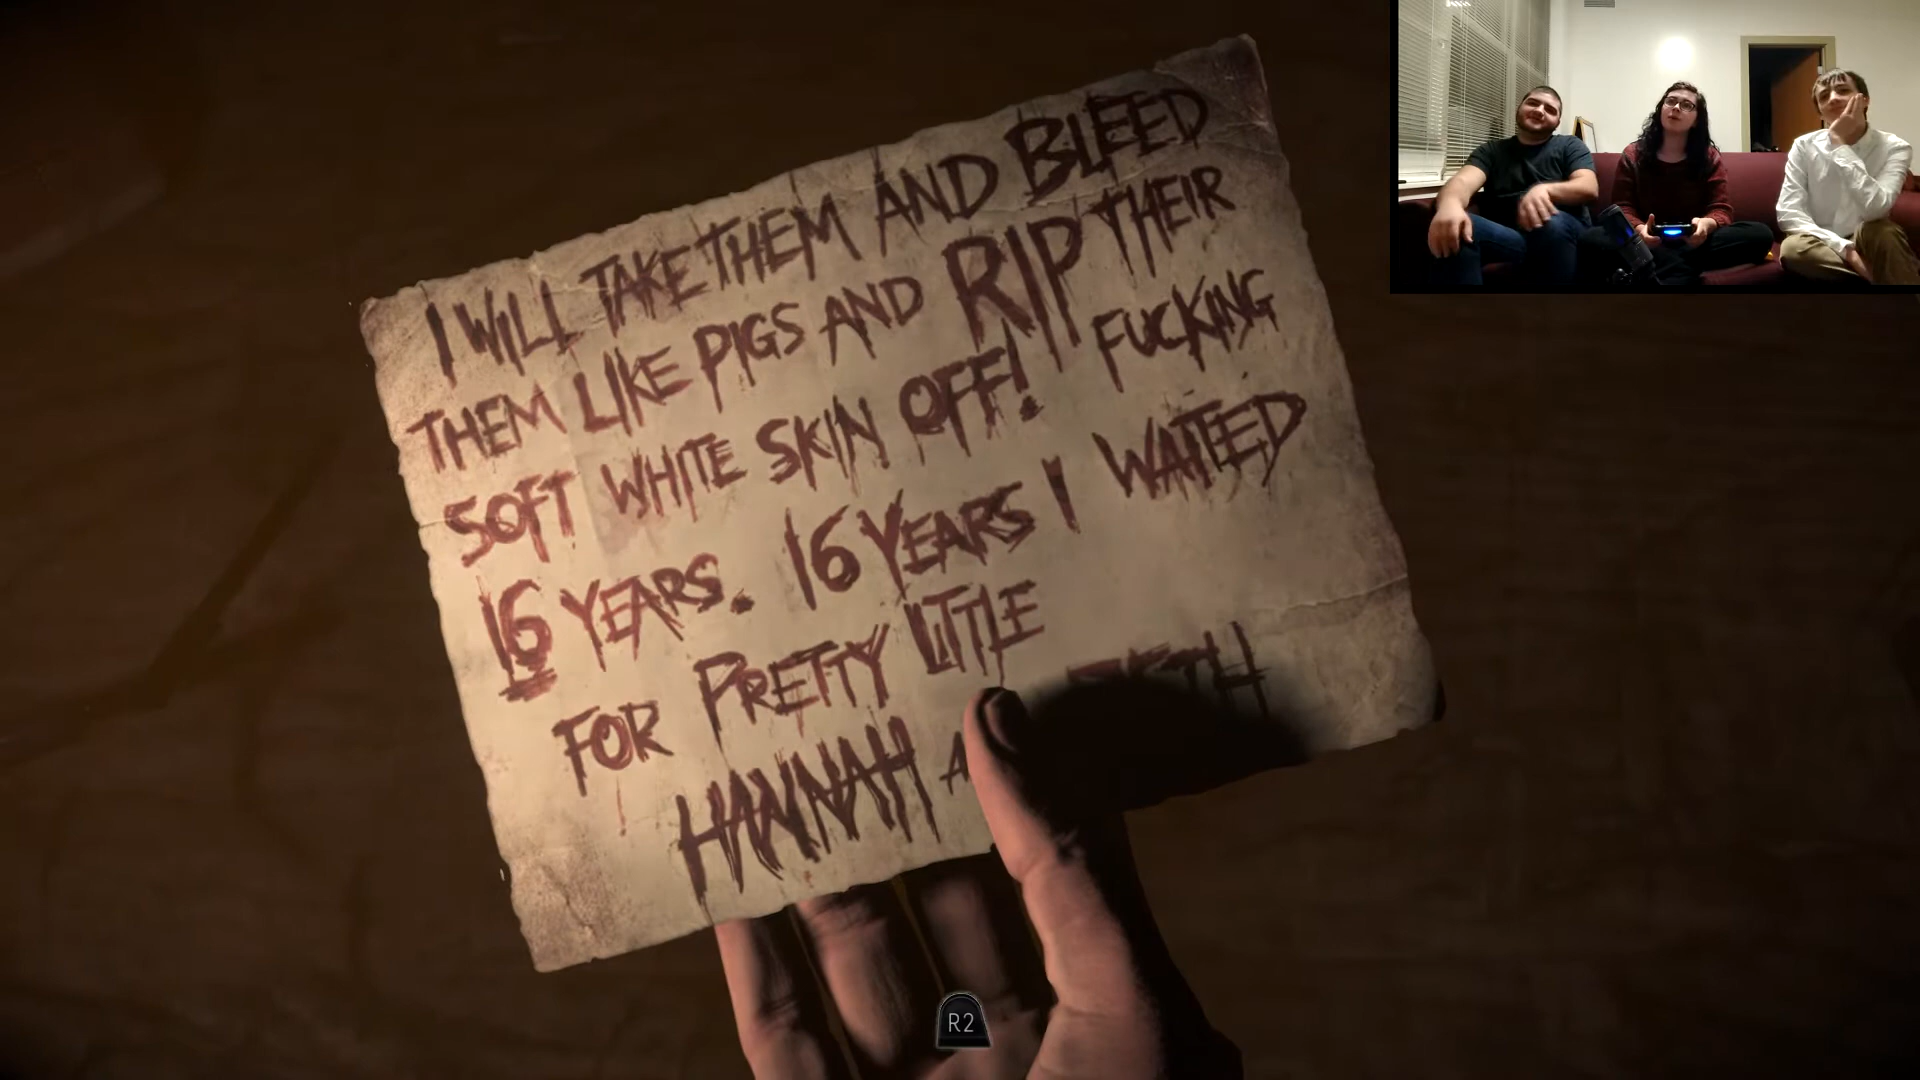 I WILL TAKE THEM AND BLEED
THEM LIKE PIGS AND RIP THEIR
SOFT WHITE SKIN OFF! FUCKING
16 YEARS. 16 YEARS I WAITED
FOR PRETTY LITTLE
HANNAH
R2